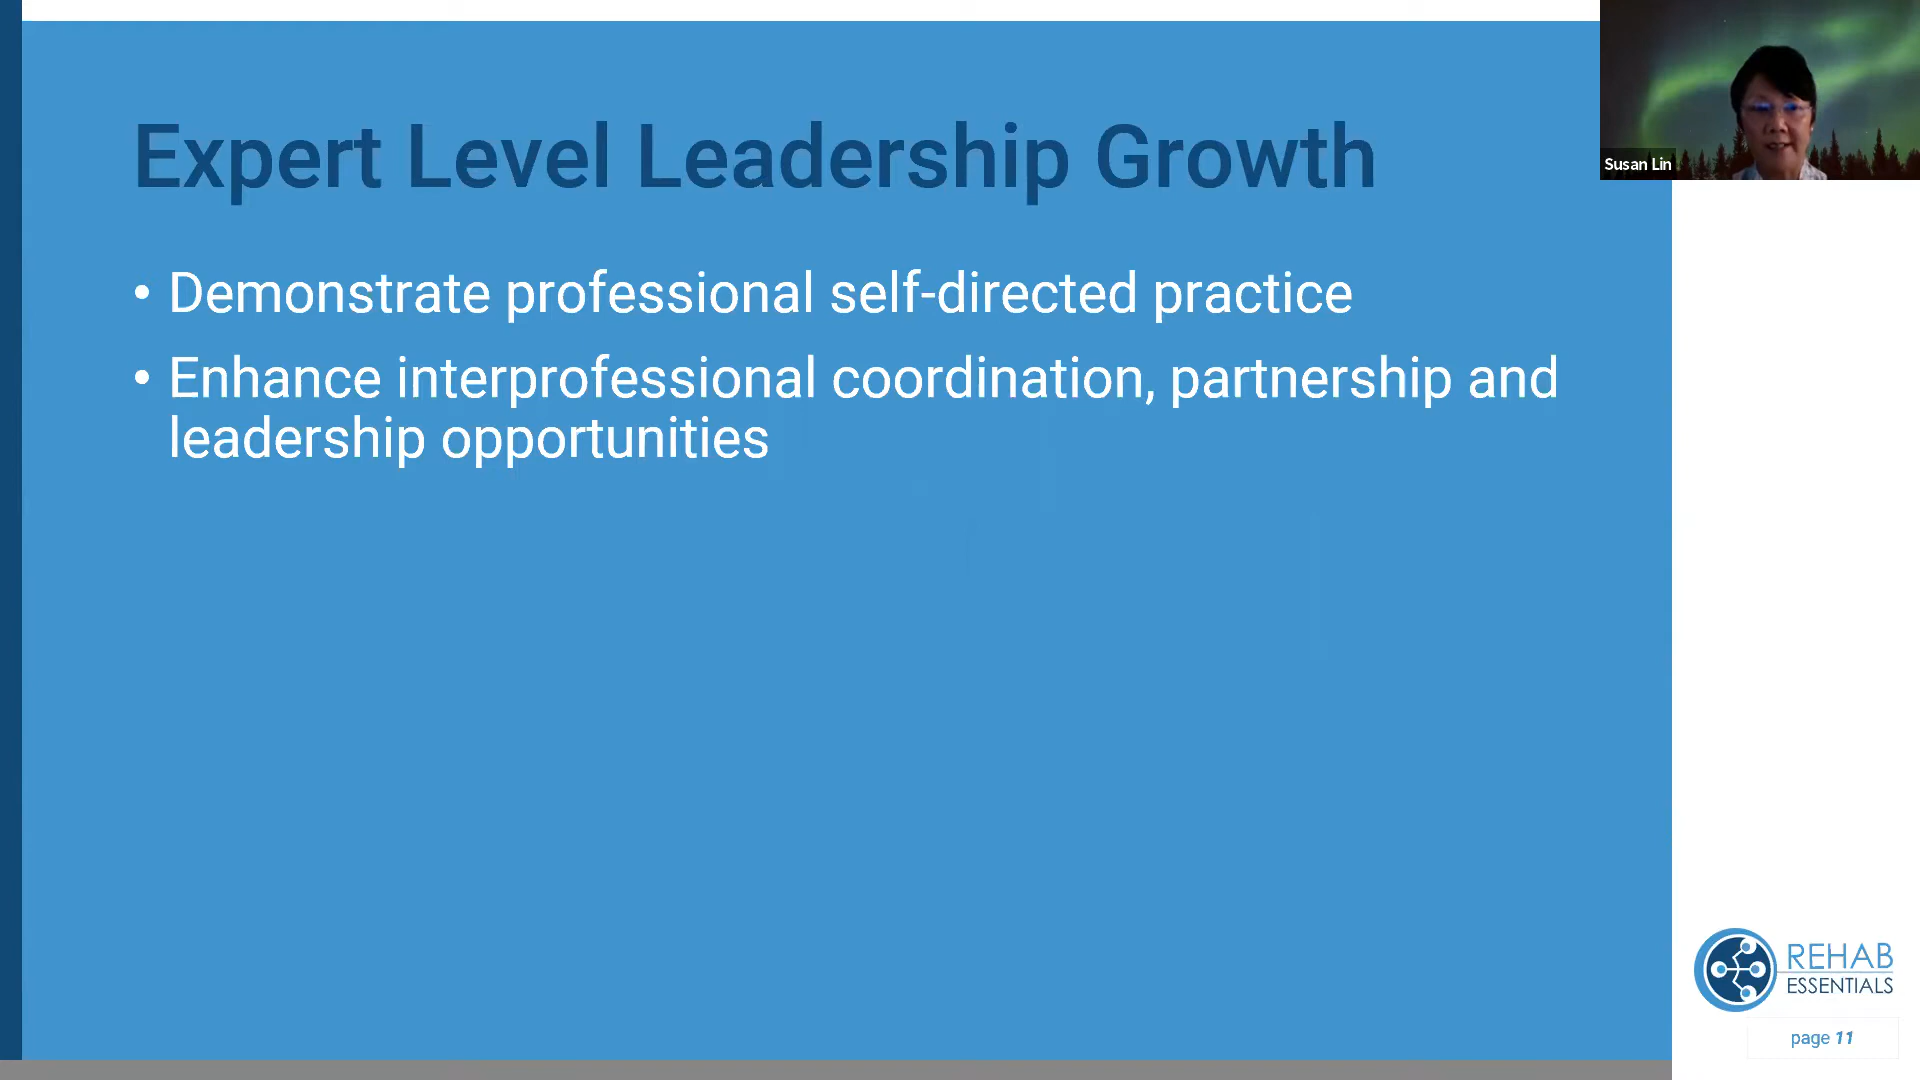 Expert Level Leadership Growth
• Demonstrate professional self-directed practice
• Enhance interprofessional coordination, partnership and
leadership opportunities
Susan Lin
REHAB
ESSENTIALS
page 11